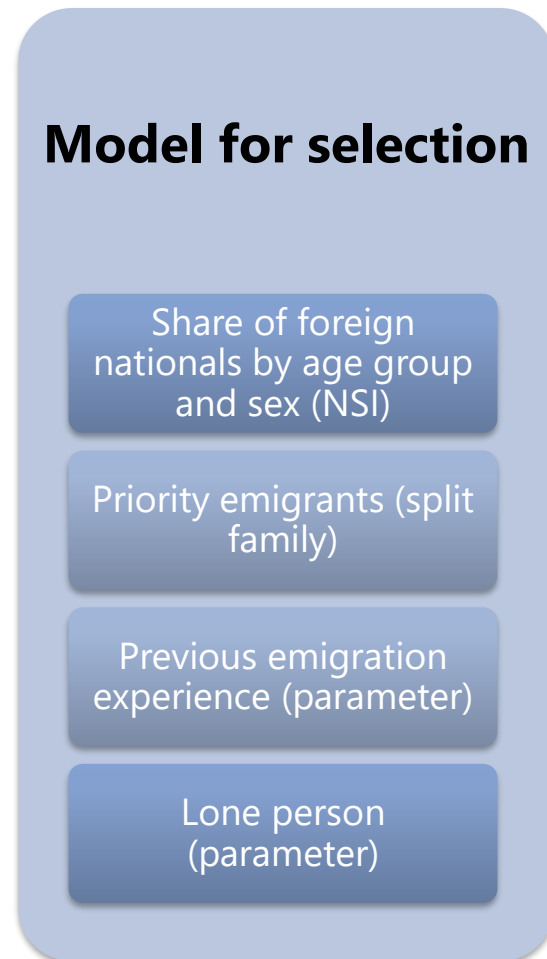 Model for selection
Share of foreign
nationals by age group
and sex (NSI)
Priority emigrants (split
family)
Previous emigration
experience (parameter)
Lone person
(parameter)